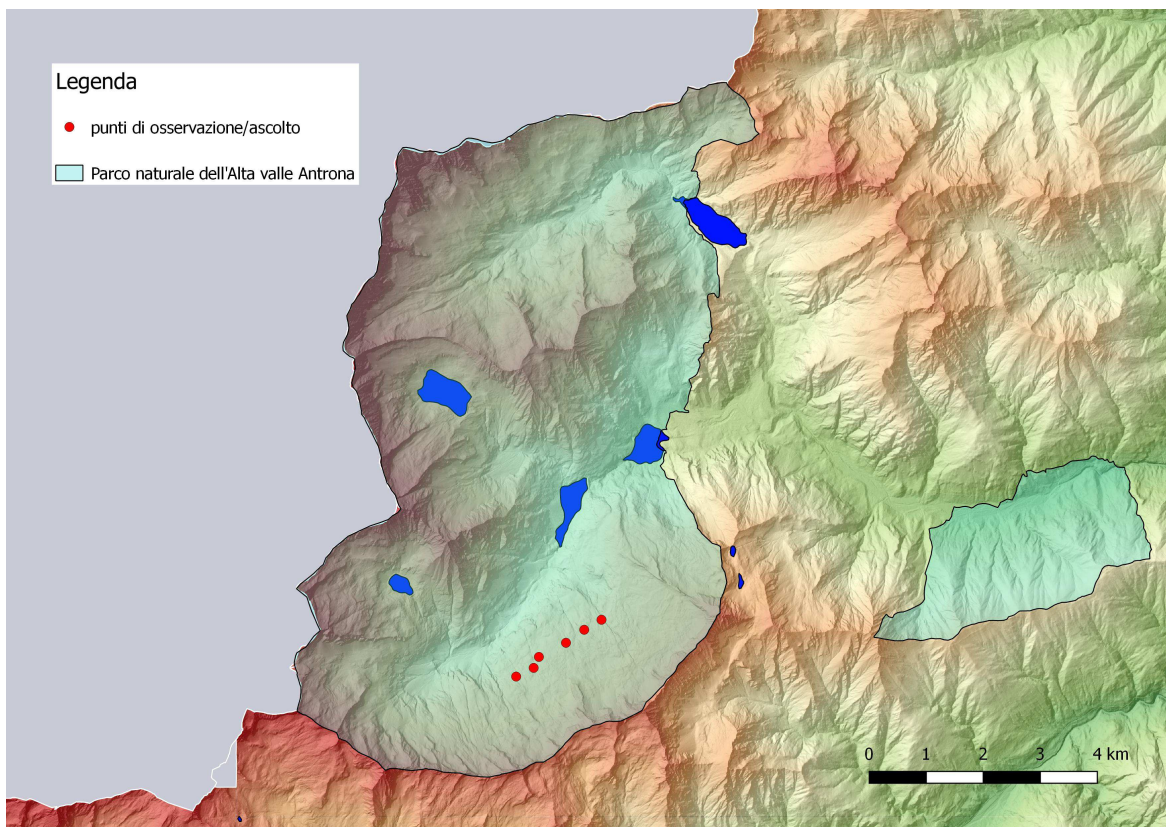 Legenda
punti di osservazione/ascolto
Parco naturale dell'Alta valle Antrona
0 1 2 3 4 km